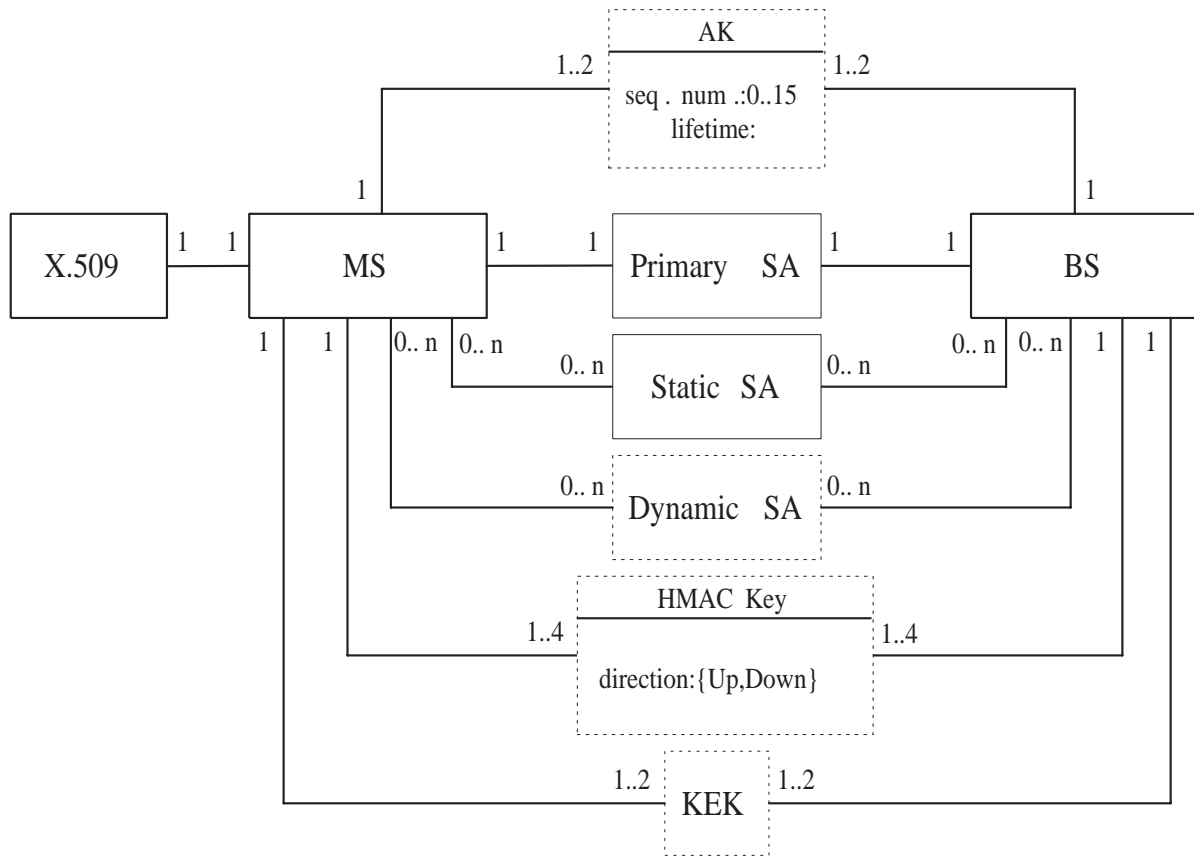 AK
1..2
1..2
seq . num .:0..15
lifetime:
1
1
X.509
1
1
MS
1
1
Primary SA
1
1
BS
1
1
0.. n
0.. n
0.. n
Static SA
0.. n
0.. n
0.. n
1
1
0.. n
Dynamic SA
0.. n
HMAC Key
1..4
1..4
direction:{Up,Down}
1..2
KEK
1..2